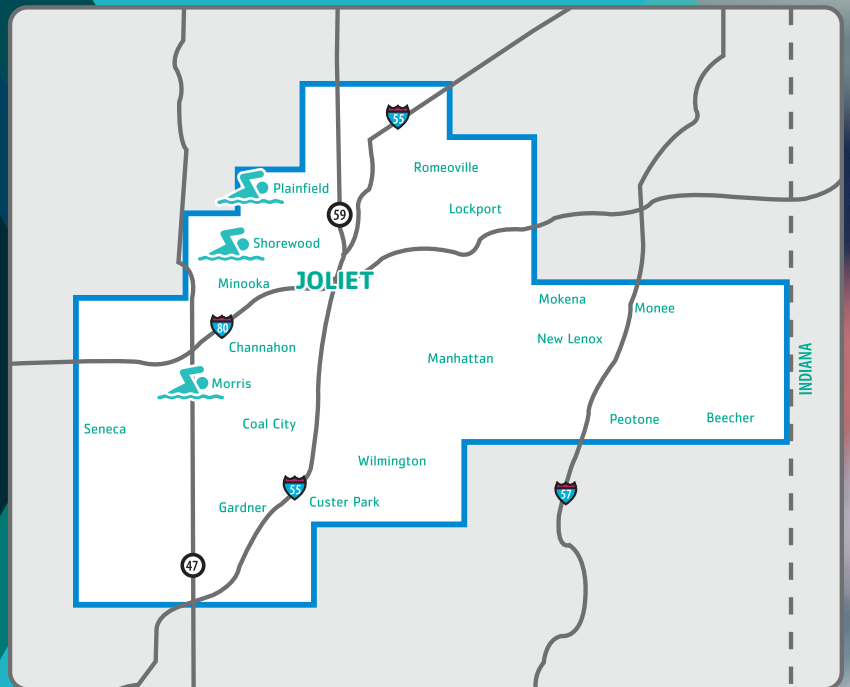 55
Romeoville
Plainfield
Lockport
59
Shorewood
JOLIET
Minooka
Mokena
Monee
80
New Lenox
Channahon
Manhattan
INDIANA
Morris
Seneca
Coal City
Peotone
Beecher
Wilmington
55
57
Gardner
Custer Park
47